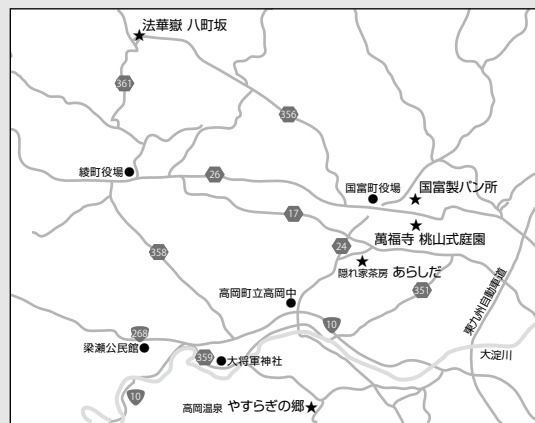 法華嶽 八町坂
361
356
綾町役場
26
国富町役場
国富製パン所
17
萬福寺 桃山式庭園
24
358
隠れ家茶房 あらしだ
351
高岡町立高岡中
東九州自動車道
10
268
梁瀬公民館
359
大将軍神社
大淀川
10
高岡温泉 やすらぎの郷